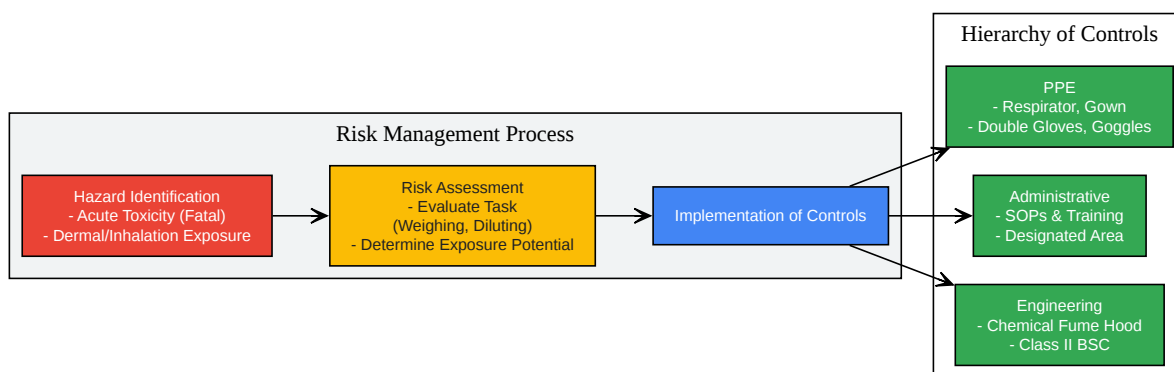 Risk Management Process
Hazard Identification
- Acute Toxicity (Fatal)
- Dermal/Inhalation Exposure
Risk Assessment
- Evaluate Task
(Weighing, Diluting)
- Determine Exposure Potential
Implementation of Controls
Hierarchy of Controls
PPE
- Respirator, Gown
- Double Gloves, Goggles
Administrative
- SOPs & Training
- Designated Area
Engineering
- Chemical Fume Hood
- Class II BSC